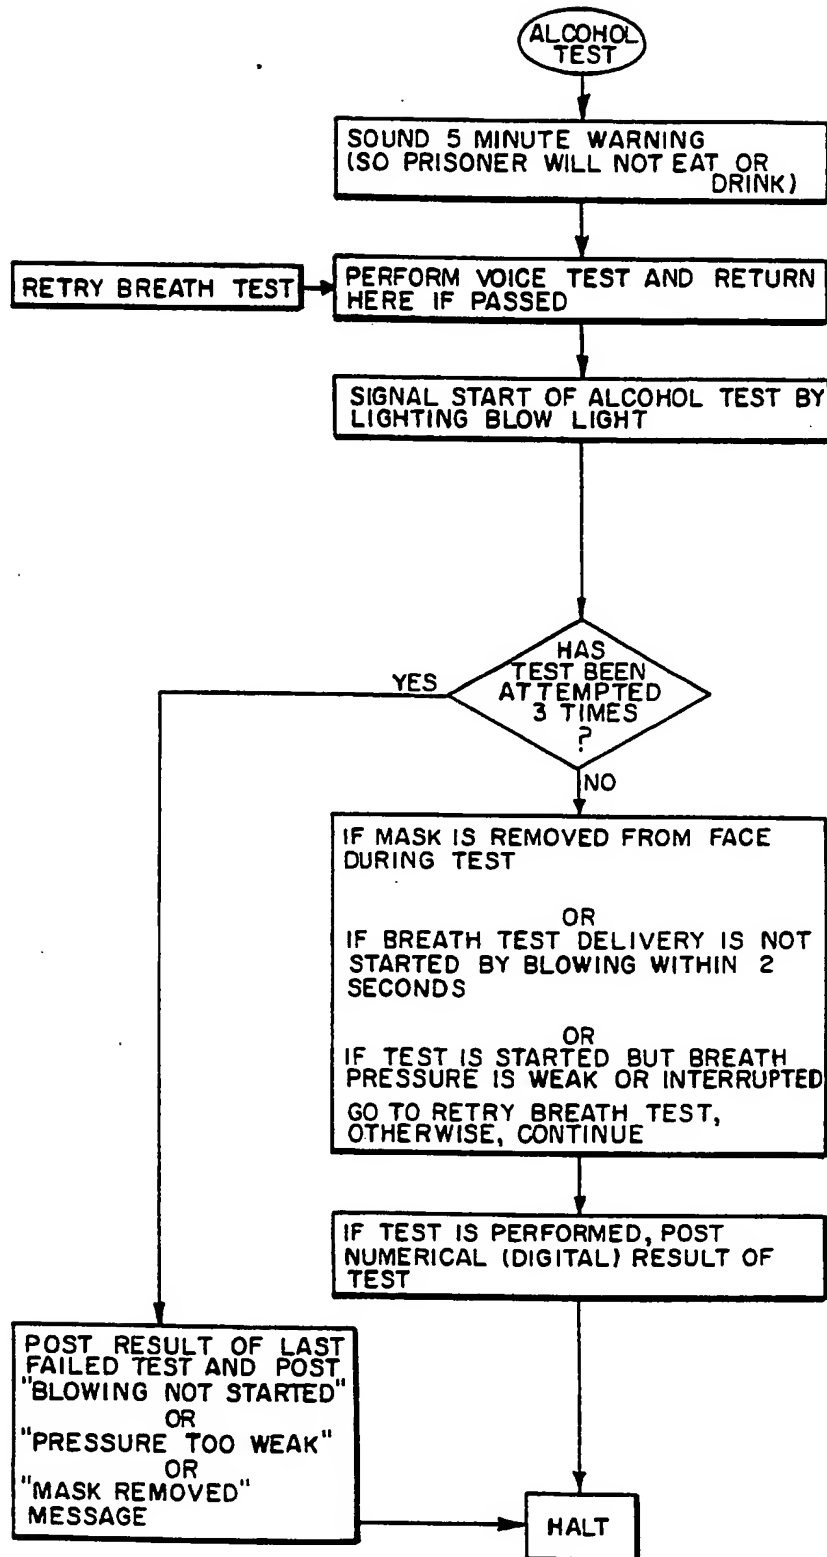 ALCOHOL
TEST
SOUND 5 MINUTE WARNING
(SO PRISONER WILL NOT EAT OR
DRINK)
RETRY BREATH TEST
PERFORM VOICE TEST AND RETURN
HERE IF PASSED
SIGNAL START OF ALCOHOL TEST BY
LIGHTING BLOW LIGHT
HAS
TEST BEEN
ATTEMPTED
3 TIMES
?
YES
NO
IF MASK IS REMOVED FROM FACE
DURING TEST
OR
IF BREATH TEST DELIVERY IS NOT
STARTED BY BLOWING WITHIN 2
SECONDS
OR
IF TEST IS STARTED BUT BREATH
PRESSURE IS WEAK OR INTERRUPTED
GO TO RETRY BREATH TEST,
OTHERWISE, CONTINUE
IF TEST IS PERFORMED, POST
NUMERICAL (DIGITAL) RESULT OF
TEST
POST RESULT OF LAST
FAILED TEST AND POST
"BLOWING NOT STARTED"
OR
"PRESSURE TOO WEAK"
OR
"MASK REMOVED"
MESSAGE
HALT